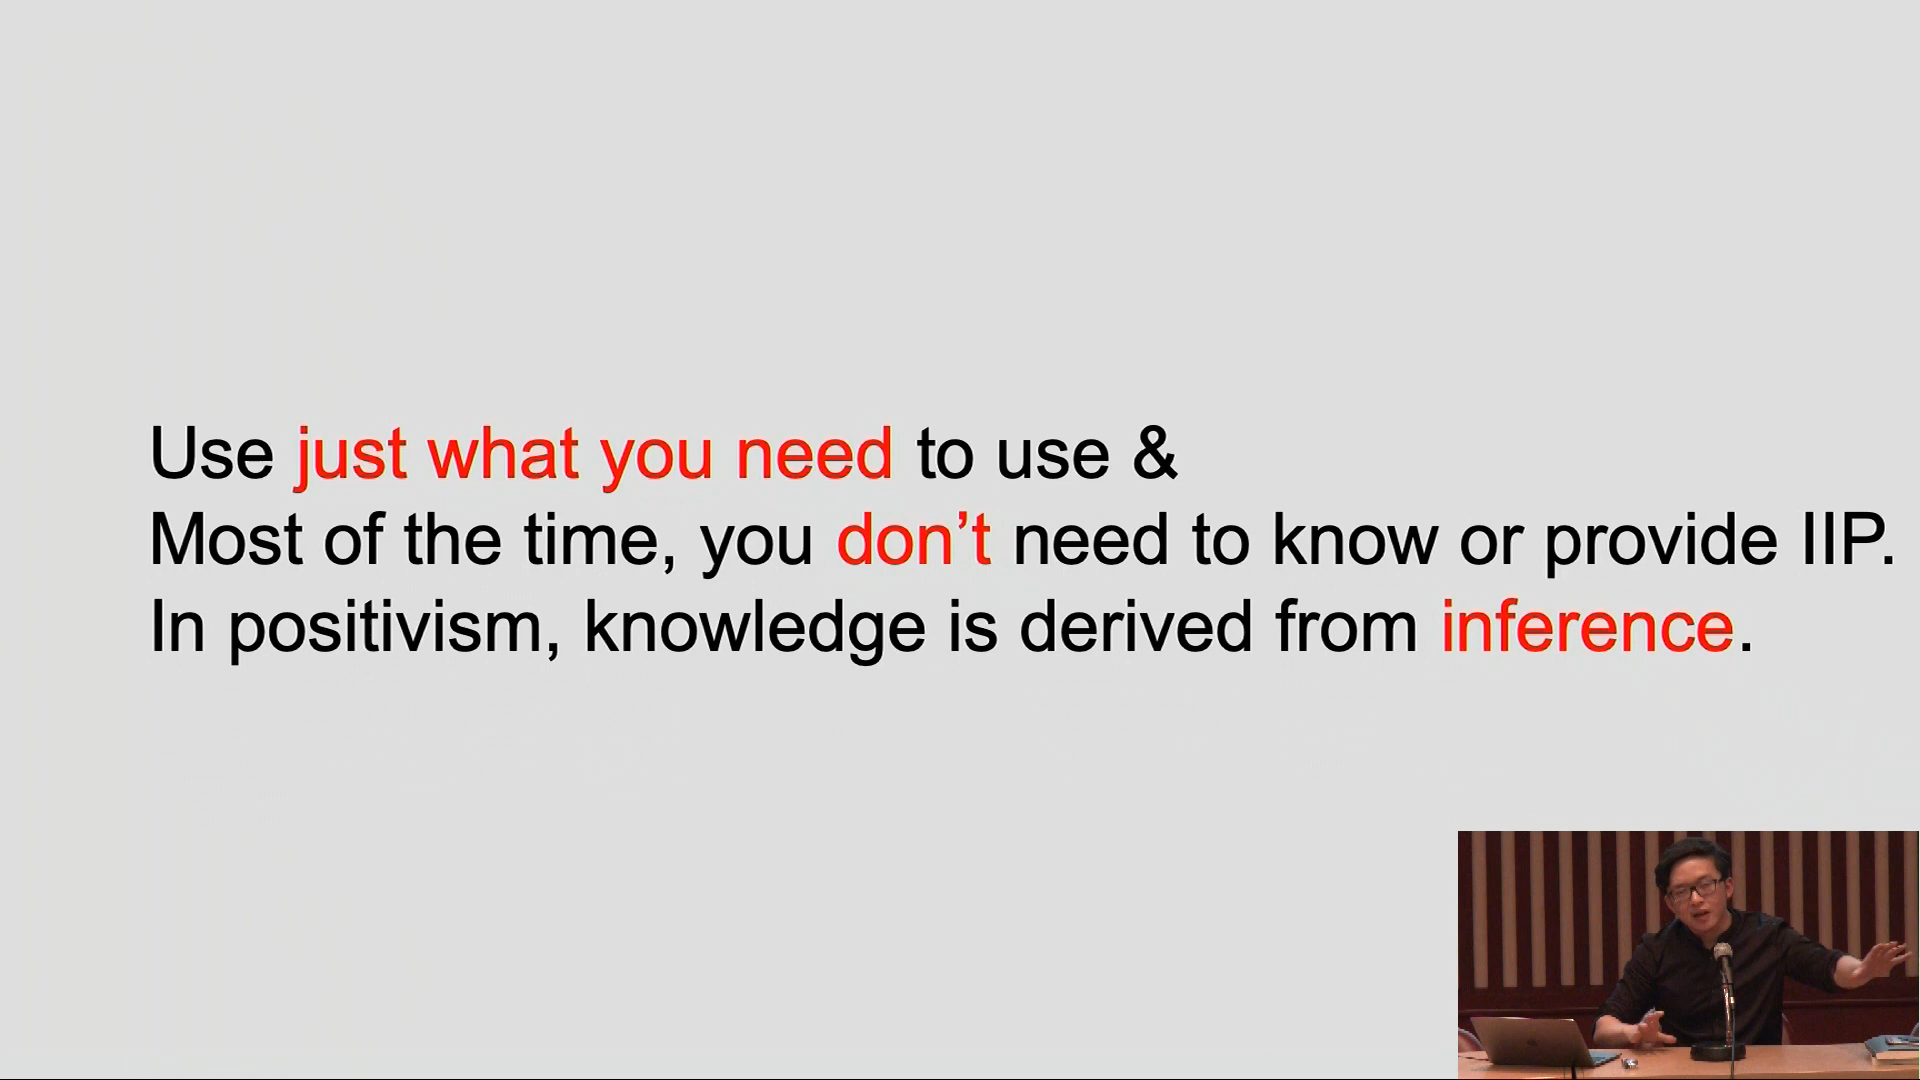 Use just what you need to use &
Most of the time, you don’t need to know or provide IIP.
In positivism, knowledge is derived from inference.